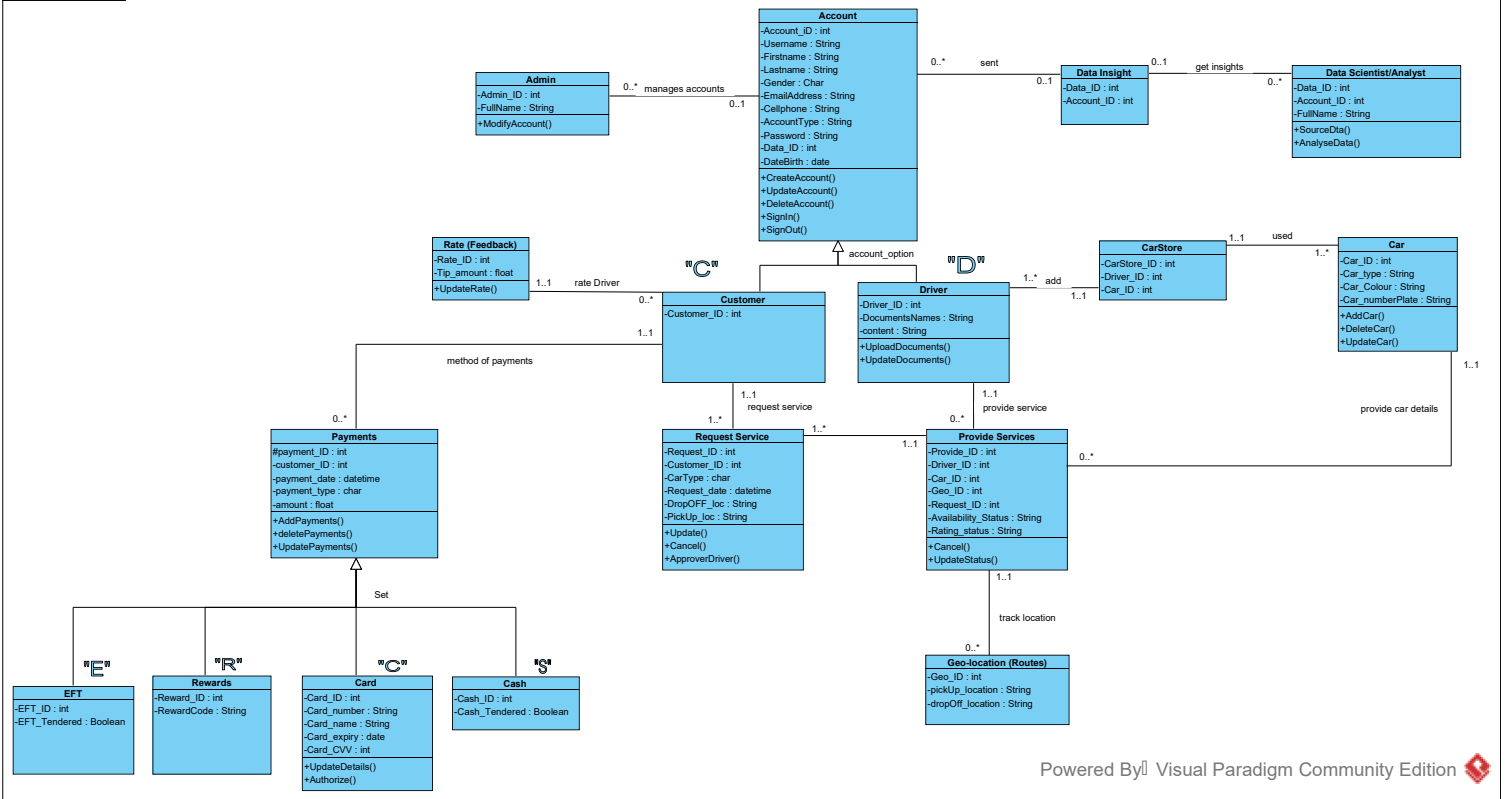 Account
-Account_iD : int
-Username : String
-Firstname : String
-Lastname : String
-Gender : Char
-EmailAddress : String
-Cellphone : String
-AccountType : String
-Password : String
-Data_ID : int
-DateBirth : date
+CreateAccount()
+UpdateAccount()
+DeleteAccount()
+SignIn()
+SignOut()
Admin
-Admin_ID : int
-FullName : String
+ModifyAccount()
0..*
manages accounts
0..1
0..*
sent
0..1
Data Insight
-Data_ID : int
-Account_ID : int
0..1
get insights
0..*
Data Scientist/Analyst
-Data_ID : int
-Account_ID : int
-FullName : String
+SourceDta()
+AnalyseData()
Rate (Feedback)
-Rate_ID : int
-Tip_amount : float
+UpdateRate()
1..1
rate Driver
0..*
"C"
account_option
"D"
Customer
-Customer_ID : int
Driver
-Driver_ID : int
-DocumentsNames : String
-content : String
+UploadDocuments()
+UpdateDocuments()
1..*
add
1..1
CarStore
-CarStore_ID : int
-Driver_ID : int
-Car_ID : int
1..1
used
1..*
Car
-Car_ID : int
-Car_type : String
-Car_Colour : String
-Car_numberPlate : String
+AddCar()
+DeleteCar()
+UpdateCar()
1..1
method of payments
0..*
1..1
request service
1..*
1..1
provide service
0..*
1..1
provide car details
0..*
Payments
#payment_ID : int
-customer_ID : int
-payment_date : datetime
-payment_type : char
-amount : float
+AddPayments()
+deletePayments()
+UpdatePayments()
Request Service
-Request_ID : int
-Customer_ID : int
-CarType : char
-Request_date : datetime
-DropOFF_loc : String
-PickUp_loc : String
+Update()
+Cancel()
+ApproverDriver()
1..*
1..1
Provide Services
-Provide_ID : int
-Driver_ID : int
-Car_ID : int
-Geo_ID : int
-Request_ID : int
-Availability_Status : String
-Rating_status : String
+Cancel()
+UpdateStatus()
1..1
track location
0..*
Geo-location (Routes)
-Geo_ID : int
-pickUp_location : String
-dropOff_location : String
Set
"E"
"R"
"C"
"S"
EFT
-EFT_ID : int
-EFT_Tendered : Boolean
Rewards
-Reward_ID : int
-RewardCode : String
Card
-Card_ID : int
-Card_number : String
-Card_name : String
-Card_expiry : date
-Card_CVV : int
+UpdateDetails()
+Authorize()
Cash
-Cash_ID : int
-Cash_Tendered : Boolean
Powered By Visual Paradigm Community Edition